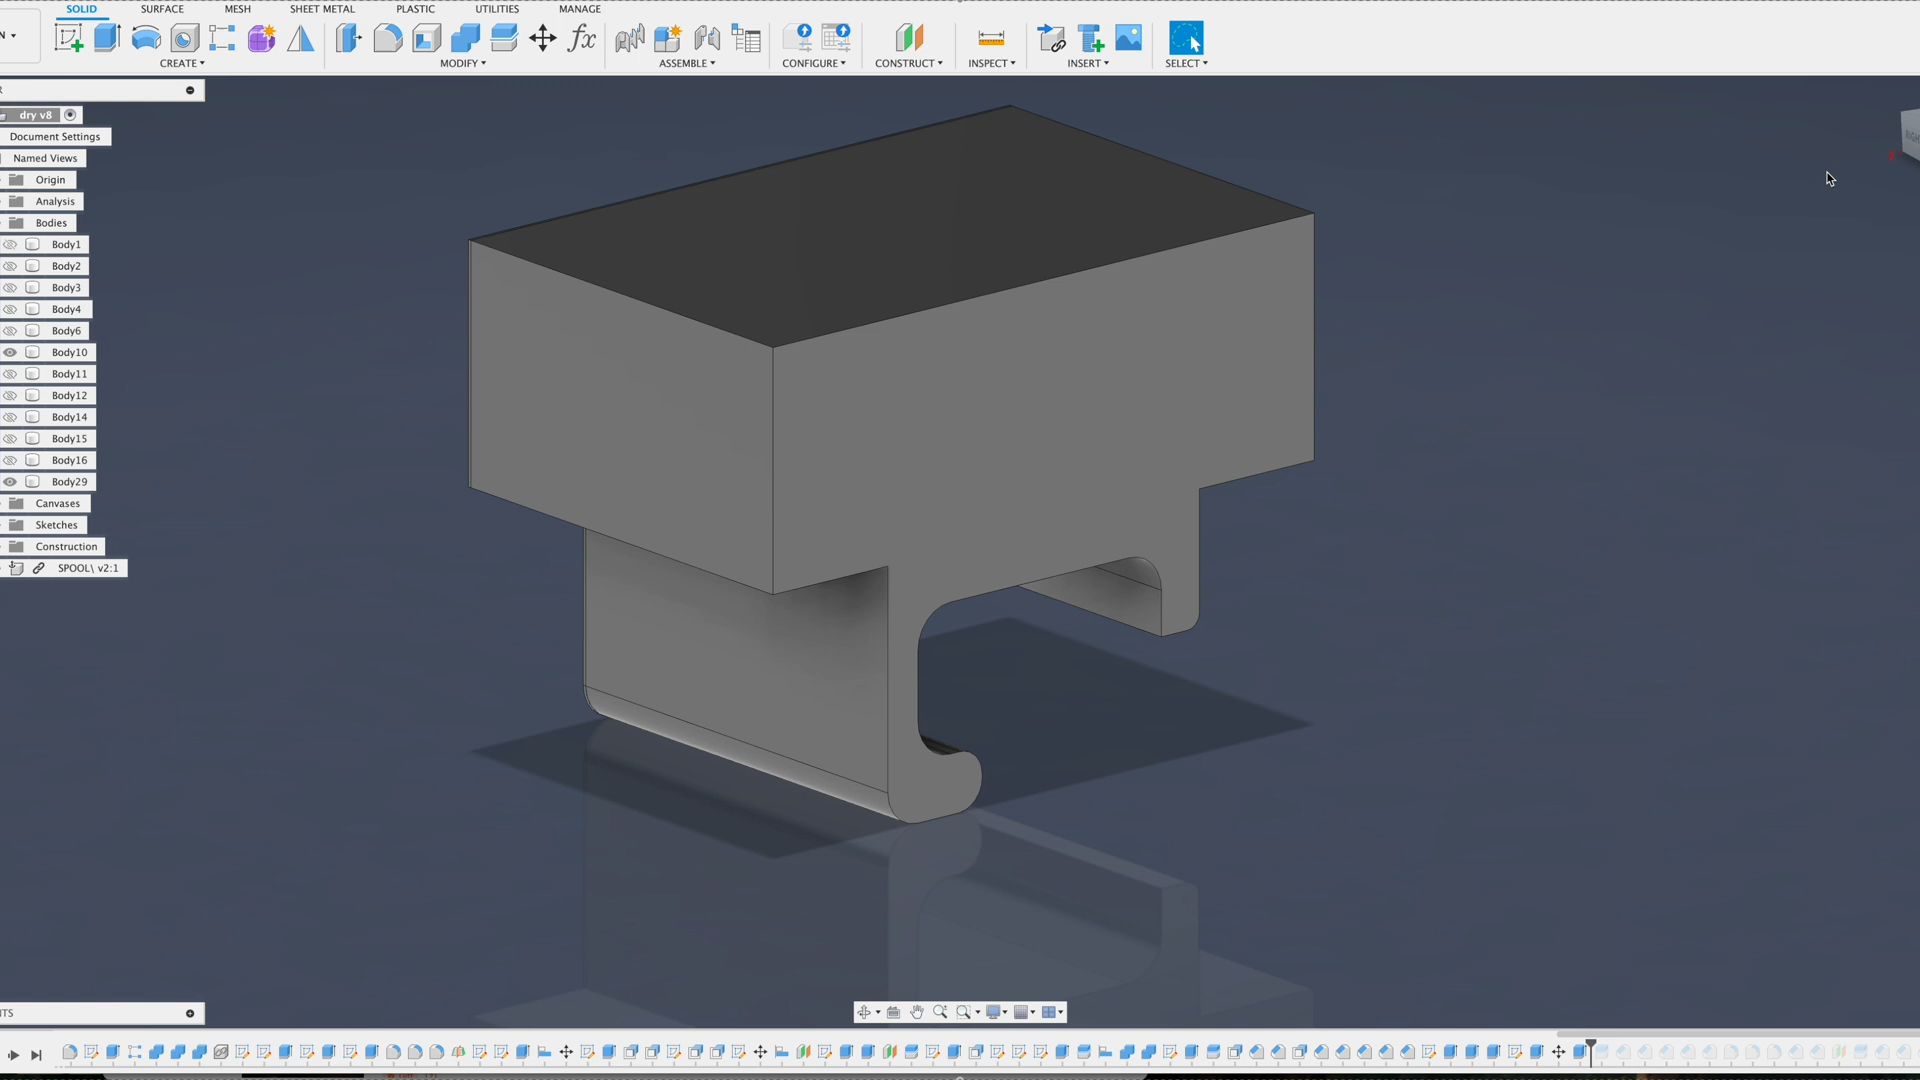 SOLID SURFACE MESH SHEET METAL PLASTIC UTILITIES MANAGE
N
fx
CREATE MODIFY ASSEMBLE CONFIGURE CONSTRUCT INSPECT INSERT SELECT
R
dry v8
Document Settings
Named Views
Origin
Analysis
Bodies
Body1
Body2
Body3
Body4
Body6
Body10
Body11
Body12
Body14
Body15
Body16
Body29
Canvases
Sketches
Construction
SPOOL\ v2:1
NTS